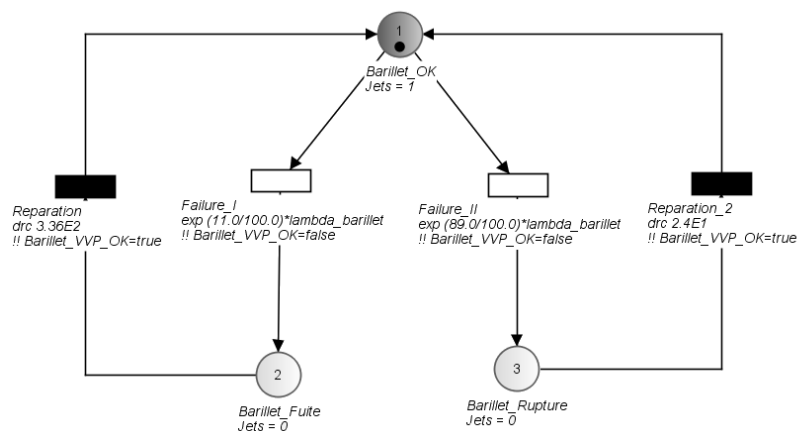 1
Barillet_OK
Jets = 1
Failure_I
exp (11.0/100.0)*lambda_barillet
!! Barillet_VVP_OK=false
Failure_II
exp (89.0/100.0)*lambda_barillet
!! Barillet_VVP_OK=false
Reparation
drc 3.36E2
!! Barillet_VVP_OK=true
Reparation_2
drc 2.4E1
!! Barillet_VVP_OK=true
2
Barillet_Fuite
Jets = 0
3
Barillet_Rupture
Jets = 0